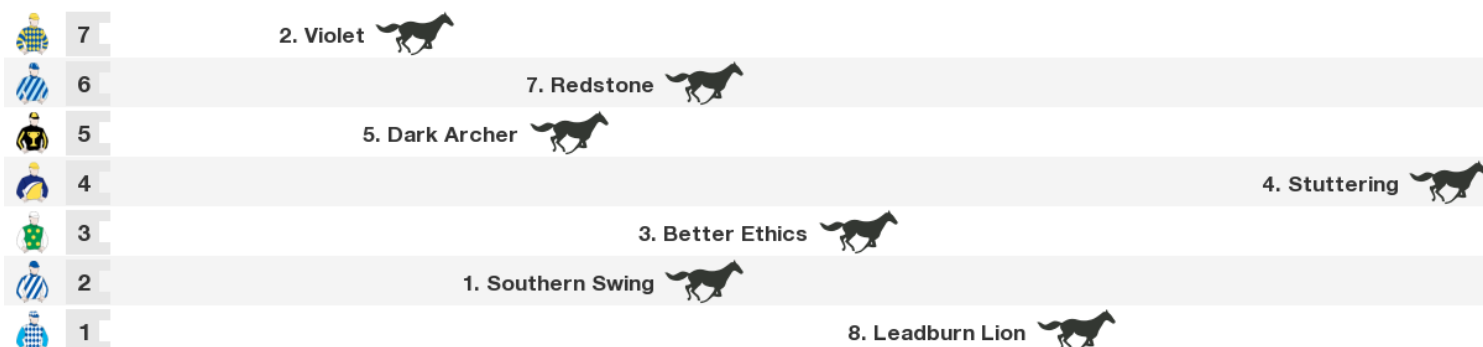 7 2. Violet
6 7. Redstone
5 5. Dark Archer
4 4. Stuttering
3 3. Better Ethics
2 1. Southern Swing
1 8. Leadburn Lion